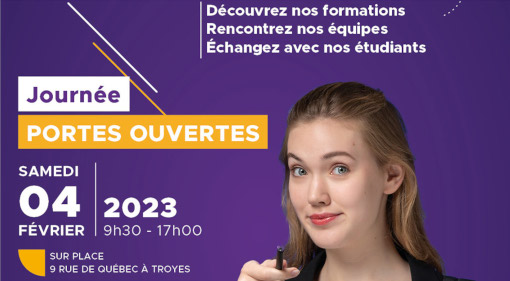 Découvrez nos formations
Rencontrez nos équipes
Échangez avec nos étudiants
Journée
PORTES OUVERTES
SAMEDI
04
FÉVRIER
2023
9h30 - 17h00
SUR PLACE
9 RUE DE QUÉBEC À TROYES